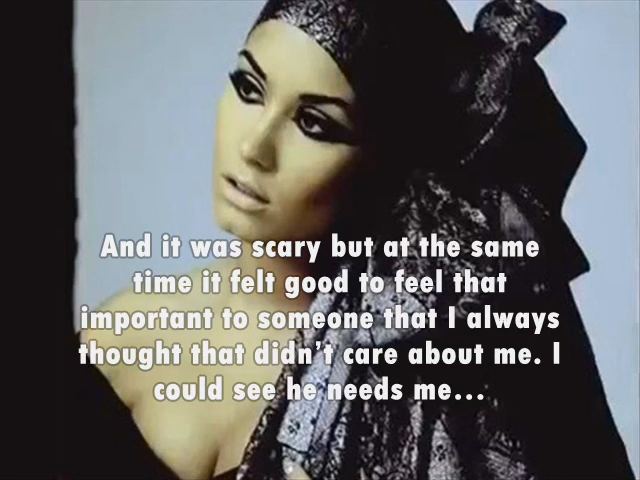 And it was scary but at the same
time it felt good to feel that
important to someone that I always
thought that didn't care about me. I
could see he needs me...